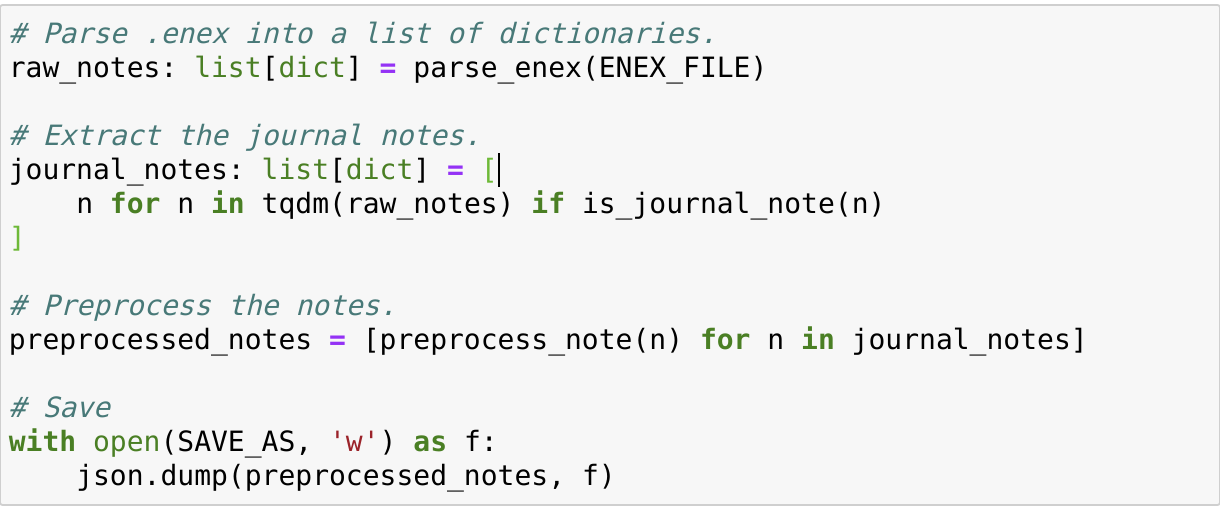 # Parse .enex into a list of dictionaries.
raw_notes: list[dict] = parse_enex(ENEX_FILE)

# Extract the journal notes.
journal_notes: list[dict] = [
    n for n in tqdm(raw_notes) if is_journal_note(n)
]

# Preprocess the notes.
preprocessed_notes = [preprocess_note(n) for n in journal_notes]

# Save
with open(SAVE_AS, 'w') as f:
    json.dump(preprocessed_notes, f)